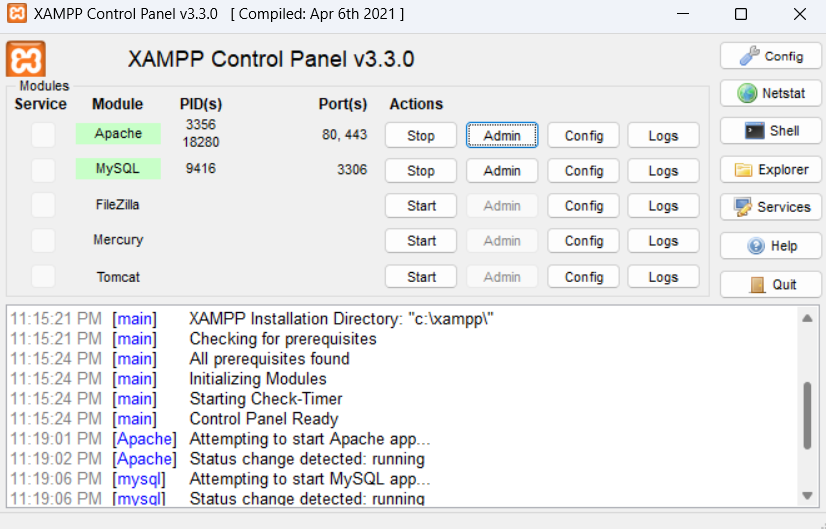 XAMPP Control Panel v3.3.0 [ Compiled: Apr 6th 2021 ]
XAMPP Control Panel v3.3.0
Config
Modules
Service Module PID(s) Port(s) Actions
Netstat
Apache 3356 18280 80, 443 Stop Admin Config Logs
Shell
MySQL 9416 3306 Stop Admin Config Logs
Explorer
FileZilla Start Admin Config Logs
Services
Mercury Start Admin Config Logs
Help
Tomcat Start Admin Config Logs
Quit
11:15:21 PM [main] XAMPP Installation Directory: "c:\xampp\"
11:15:21 PM [main] Checking for prerequisites
11:15:24 PM [main] All prerequisites found
11:15:24 PM [main] Initializing Modules
11:15:24 PM [main] Starting Check-Timer
11:15:24 PM [main] Control Panel Ready
11:19:01 PM [Apache] Attempting to start Apache app...
11:19:02 PM [Apache] Status change detected: running
11:19:06 PM [mysql] Attempting to start MySQL app...
11:19:06 PM [mysql] Status change detected: running